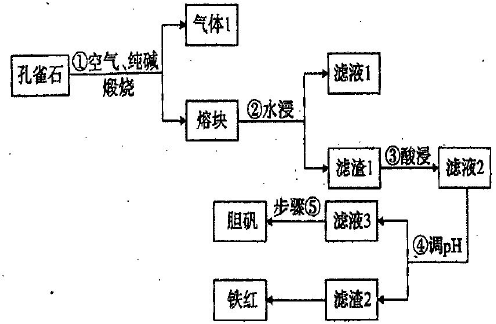 气体1
孔雀石
①空气、纯碱
煅烧
滤液1
熔块
②水浸
滤渣1
③酸浸
滤液2
胆矾
步骤⑤
滤液3
④调pH
铁红
滤渣2